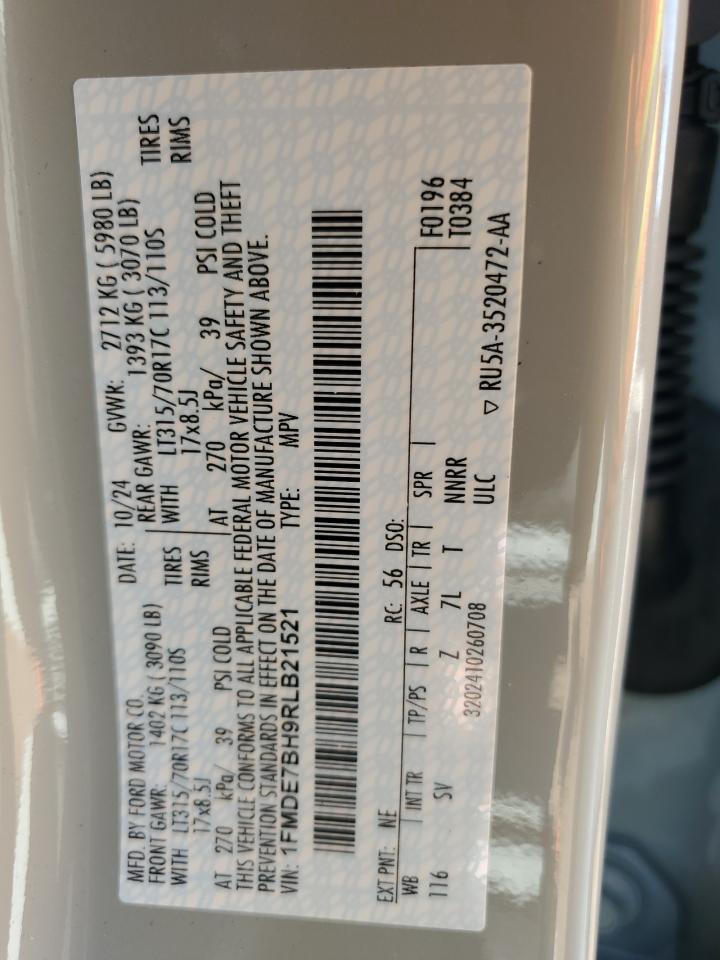 MFD. BY FORD MOTOR CO.
DATE: 10/24 GVWR: 2712 KG ( 5980 LB)
FRONT GAWR: 1402 KG ( 3090 LB) REAR GAWR: 1393 KG ( 3070 LB)
WITH LT315/70R17C 113/110S TIRES WITH LT315/70R17C 113/110S TIRES
17x8.5J RIMS 17x8.5J RIMS
AT 270 kPa/ 39 PSI COLD AT 270 kPa/ 39 PSI COLD
THIS VEHICLE CONFORMS TO ALL APPLICABLE FEDERAL MOTOR VEHICLE SAFETY AND THEFT
PREVENTION STANDARDS IN EFFECT ON THE DATE OF MANUFACTURE SHOWN ABOVE.
VIN: 1FMDE7BH9RLB21521 TYPE: MPV
EXT PNT: NE RC: 56 DSO:
WB | INT TR | TP/PS | R | AXLE | TR | SPR | F0196
116 SV Z 7L T NNRR T0384
3202410260708 ULC ▽ RU5A-3520472-AA